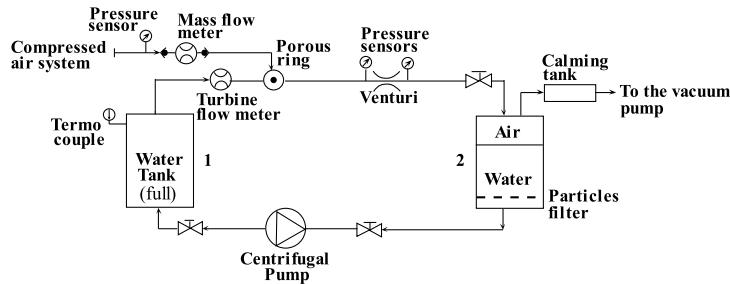 Pressure
sensor
Mass flow
meter
Compressed
air system
Porous
ring
Pressure
sensors
Calming
tank
To the vacuum
pump
Turbine
flow meter
Venturi
Termo
couple
Water
Tank
(full)
1
2
Air
Water
Particles
filter
Centrifugal
Pump